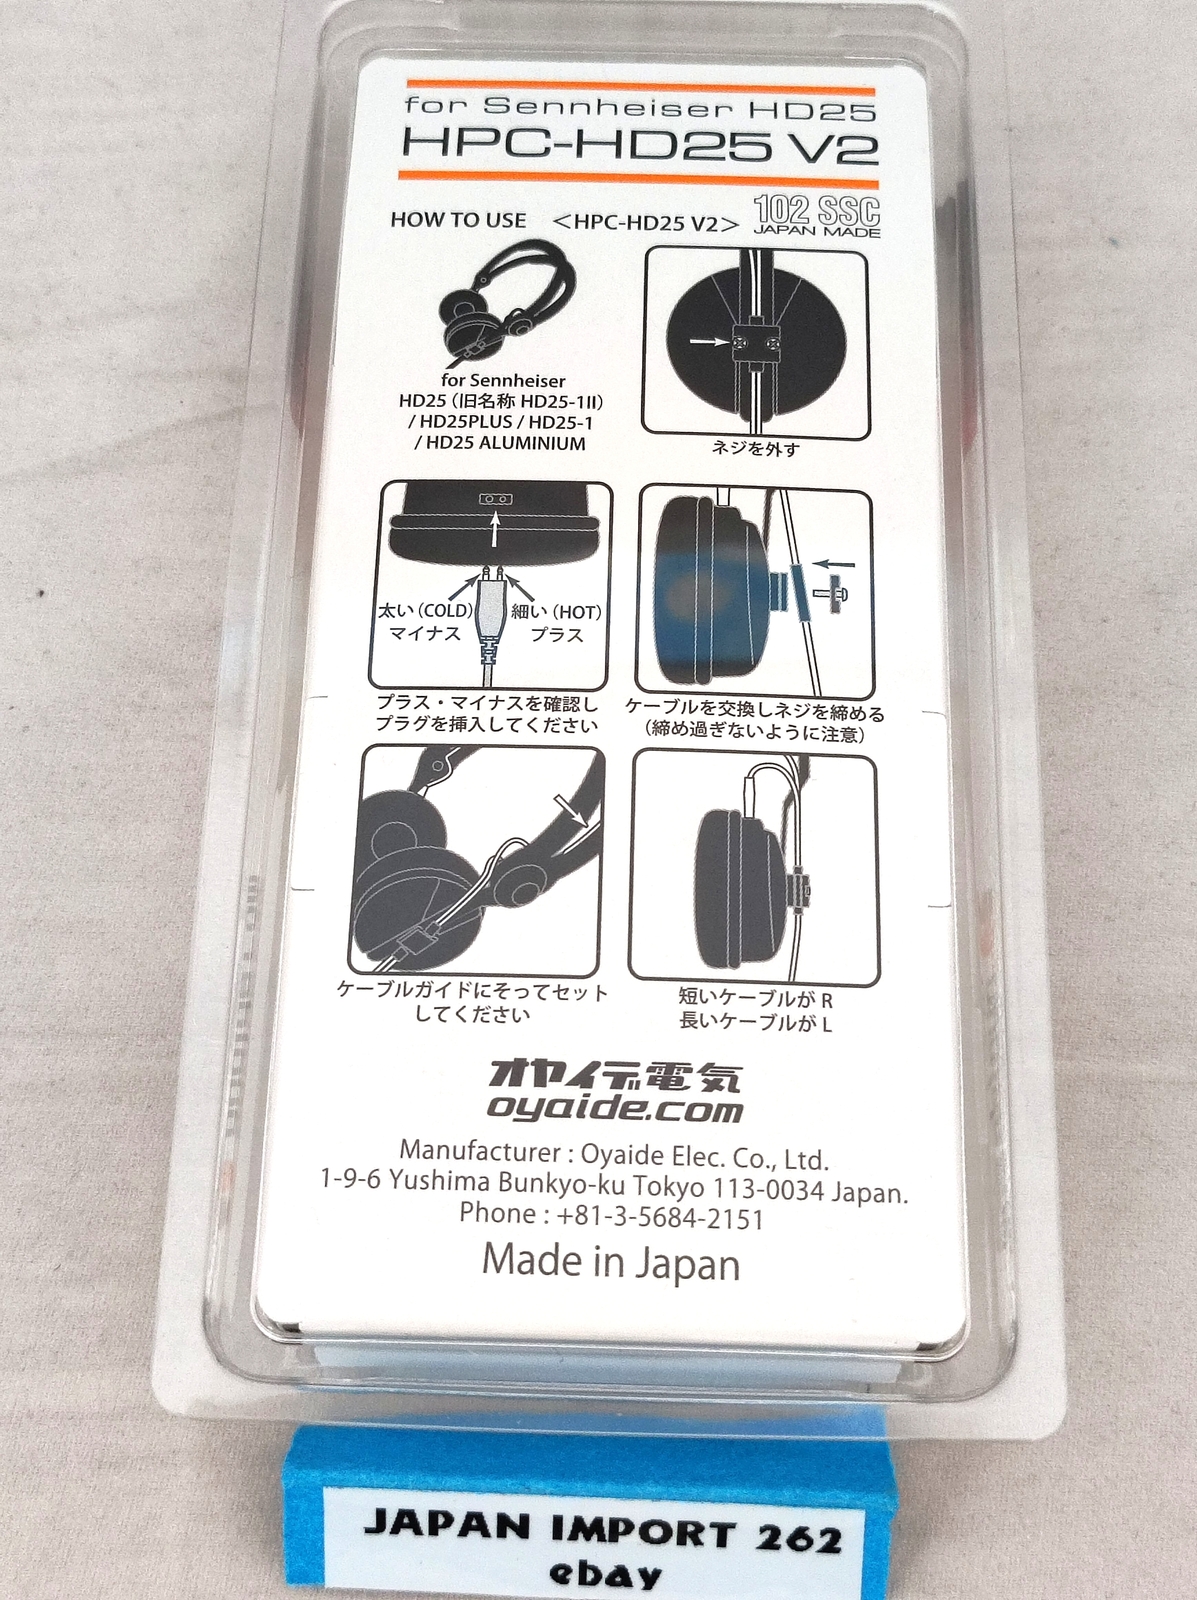 for Sennheiser HD25
HPC-HD25 V2
HOW TO USE <HPC-HD25 V2>
102 SSC
JAPAN MADE
for Sennheiser
HD25（旧名称 HD25-1II）
/ HD25PLUS / HD25-1
/ HD25 ALUMINIUM
ネジを外す
太い（COLD）
マイナス
細い（HOT）
プラス
プラス・マイナスを確認し
プラグを挿入してください
ケーブルを交換しネジを締める
（締め過ぎないように注意）
ケーブルガイドにそってセット
してください
短いケーブルが R
長いケーブルが L
オヤイデ電気
oyaide.com
Manufacturer : Oyaide Elec. Co., Ltd.
1-9-6 Yushima Bunkyo-ku Tokyo 113-0034 Japan.
Phone : +81-3-5684-2151
Made in Japan
JAPAN IMPORT 262
ebay